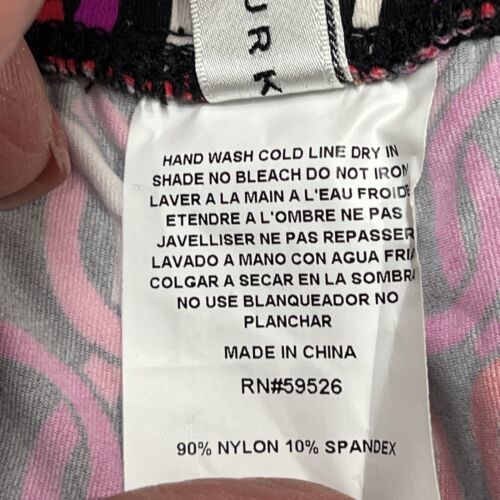 URK
HAND WASH COLD LINE DRY IN
SHADE NO BLEACH DO NOT IRON
LAVER A LA MAIN A L'EAU FROIDE
ETENDRE A L'OMBRE NE PAS
JAVELLISER NE PAS REPASSER
LAVADO A MANO CON AGUA FRIA
COLGAR A SECAR EN LA SOMBRA
NO USE BLANQUEADOR NO
PLANCHAR
MADE IN CHINA
RN#59526
90% NYLON 10% SPANDEX